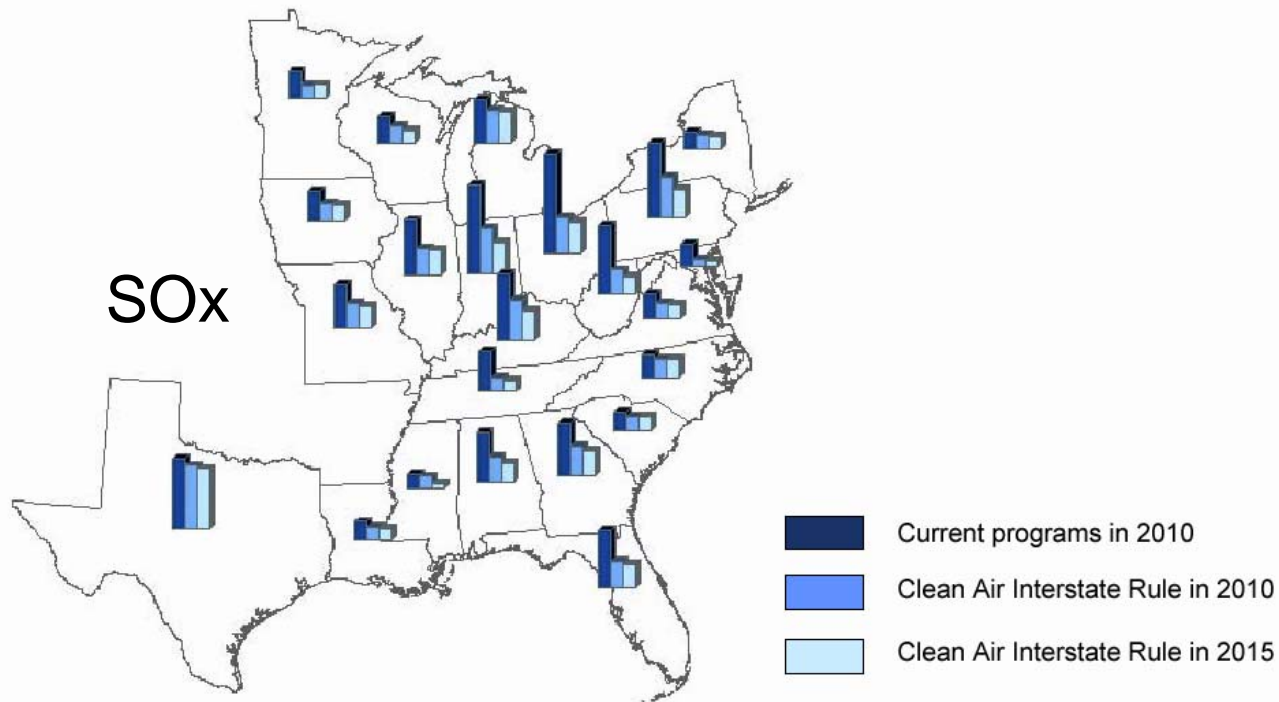 SOx
Current programs in 2010
Clean Air Interstate Rule in 2010
Clean Air Interstate Rule in 2015